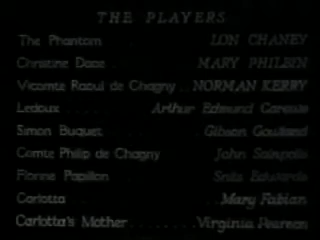 THE PLAYERS
The Phantom LON CHANEY
Christine Daae . MARY PHILBIN
Vicomte Raoul de Chagny .. NORMAN KERRY
Ledoux ...... Arthur Edmund Carewe
Simon Buquet ..... Gibson Gowland
Comte Philip de Chagny John Sainpolis
Florine Papillon .... Snitz Edwards
Carlotta ..... Mary Fabian
Carlotta's Mother ......... Virginia Pearson